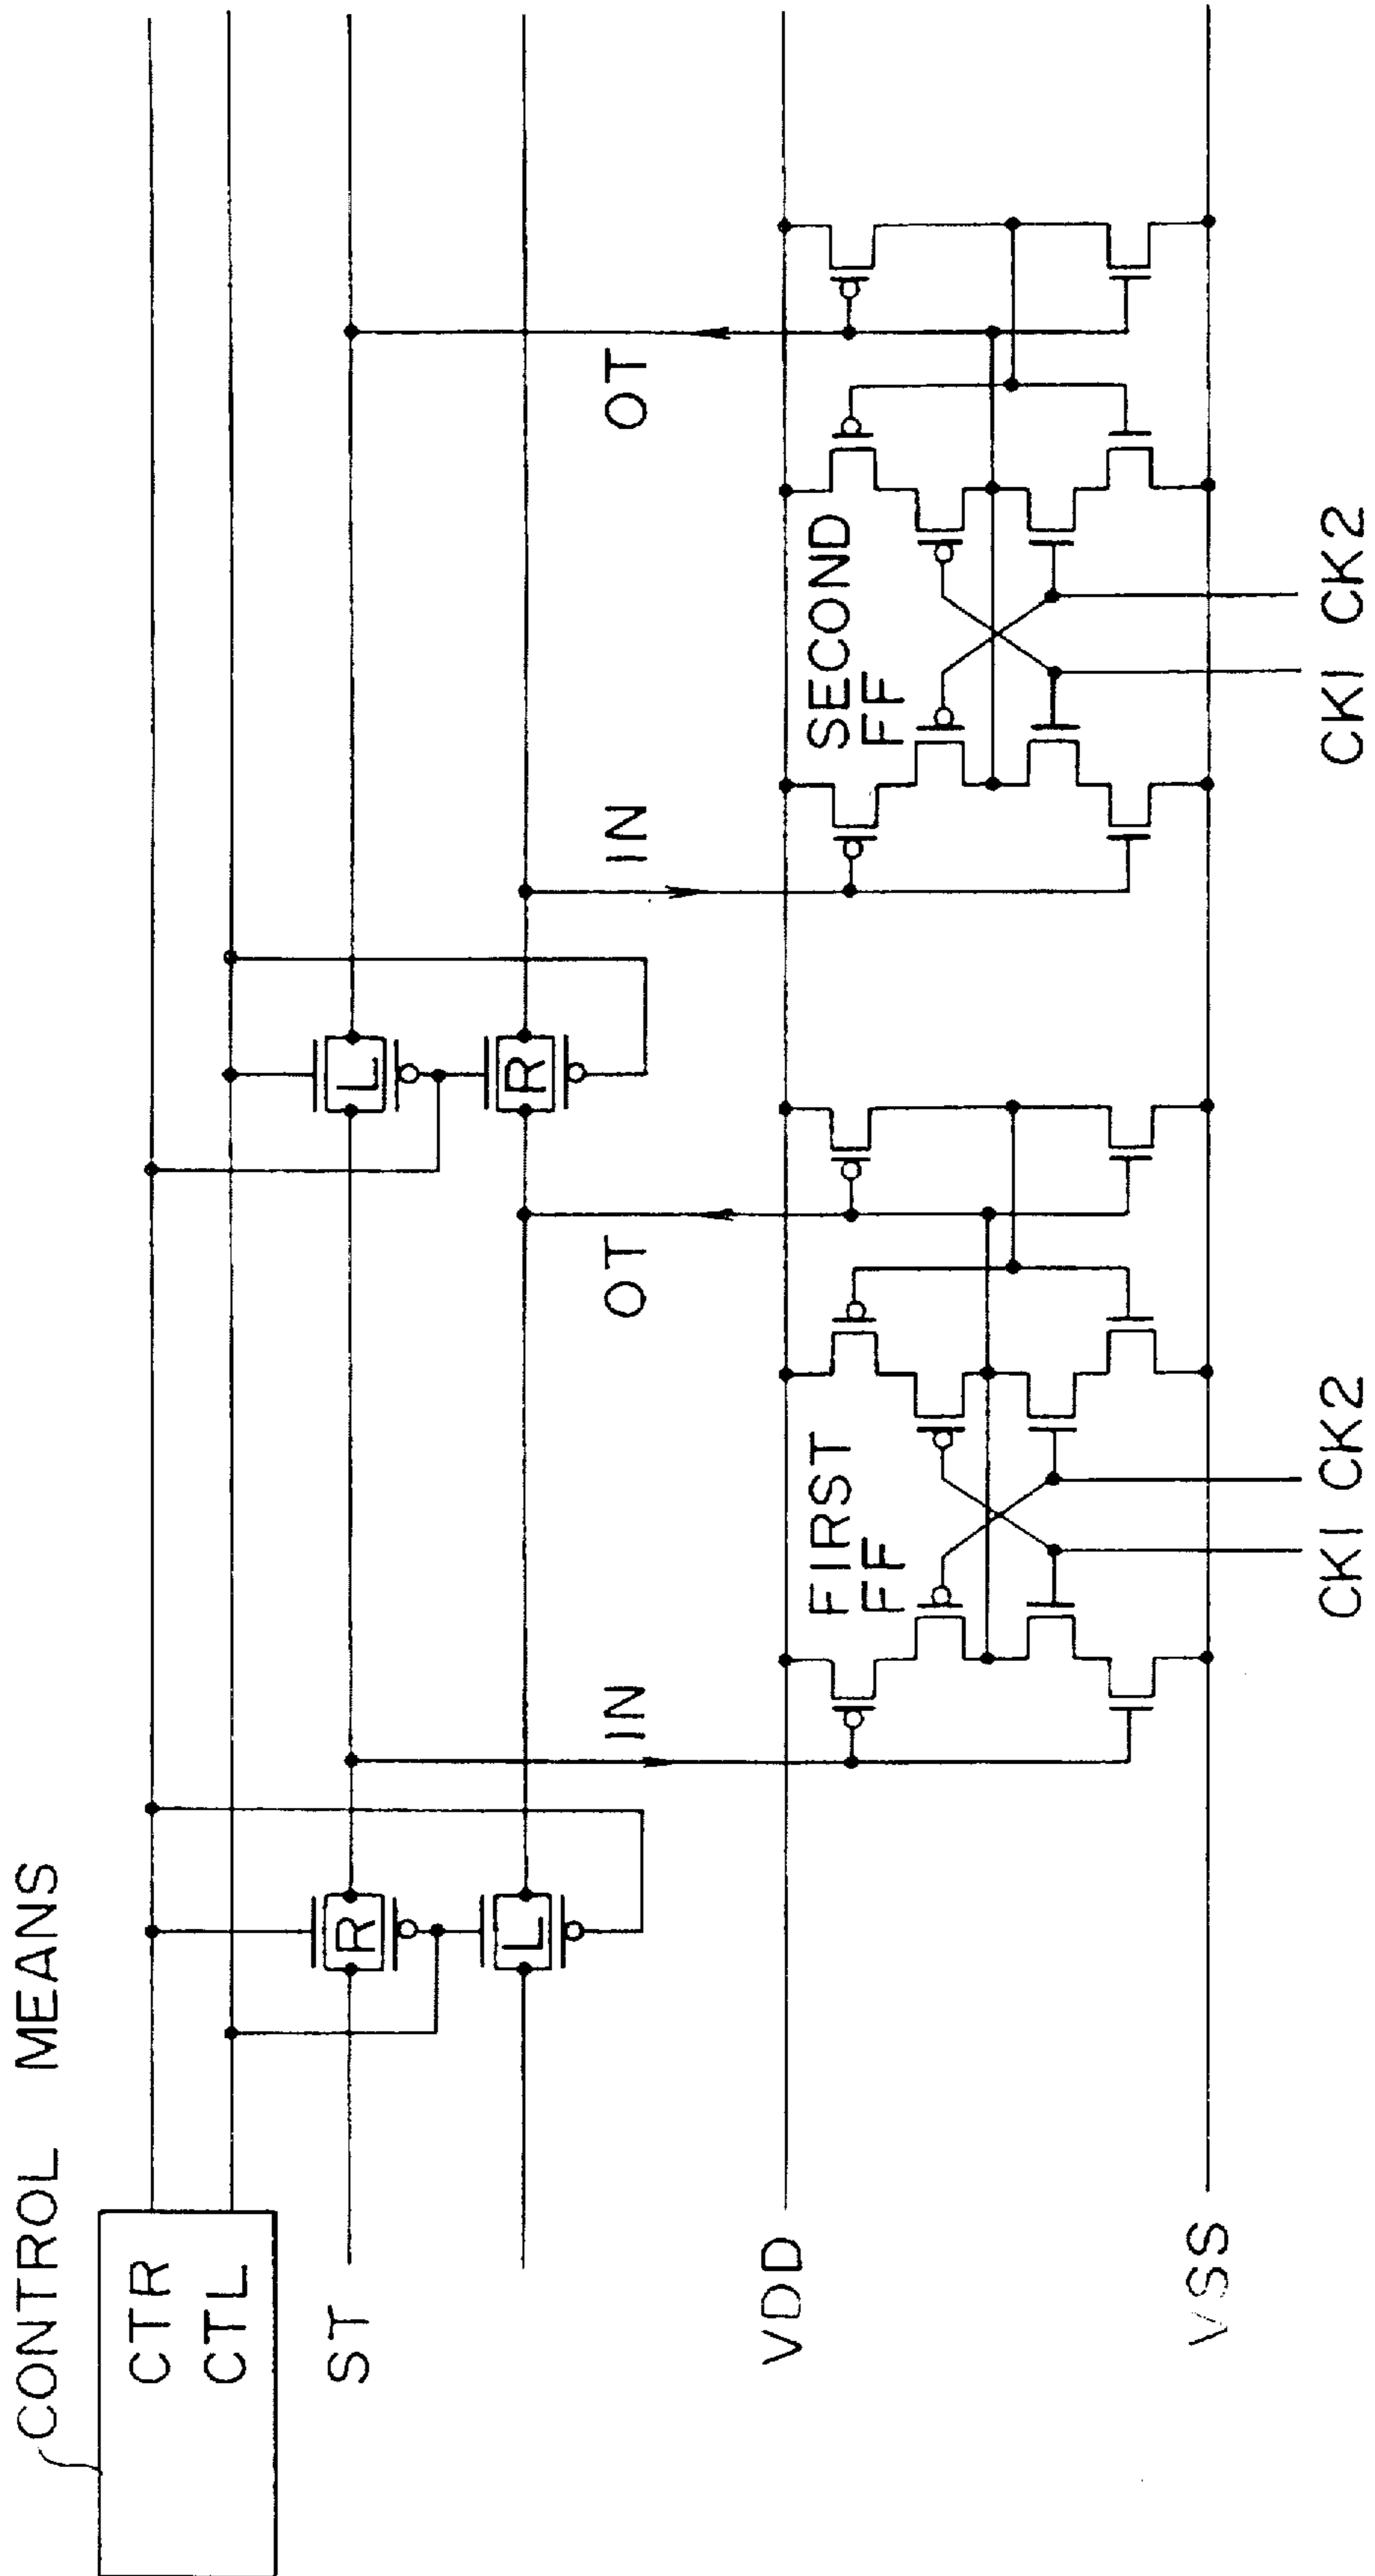 CONTROL MEANS
CTR
CTL
ST
R
L
L
R
IN
OT
IN
OT
VDD
FIRST
FF
SECOND
FF
VSS
CK1 CK2
CK1 CK2